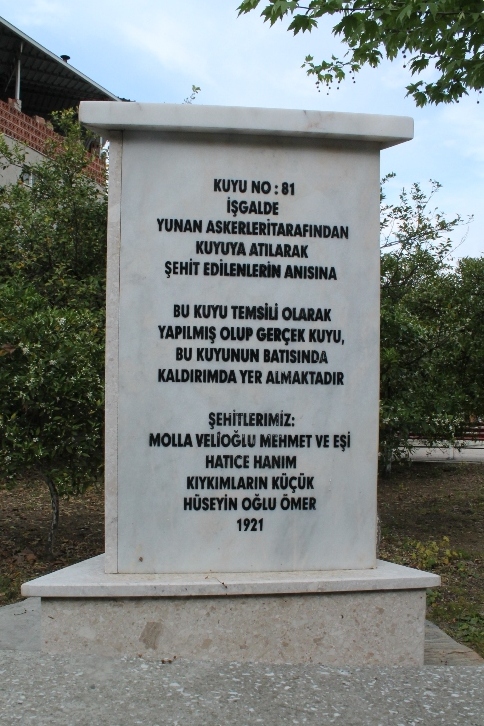 KUYU NO : 81
İŞGALDE
YUNAN ASKERLERİTARAFINDAN
KUYUYA ATILARAK
ŞEHİT EDİLENLERİN ANISINA
BU KUYU TEMSİLİ OLARAK
YAPILMIŞ OLUP GERÇEK KUYU,
BU KUYUNUN BATISINDA
KALDIRIMDA YER ALMAKTADIR
ŞEHİTLERİMİZ:
MOLLA VELİOĞLU MEHMET VE EŞİ
HATİCE HANIM
KIYKIMLARIN KÜÇÜK
HÜSEYİN OĞLU ÖMER
1921